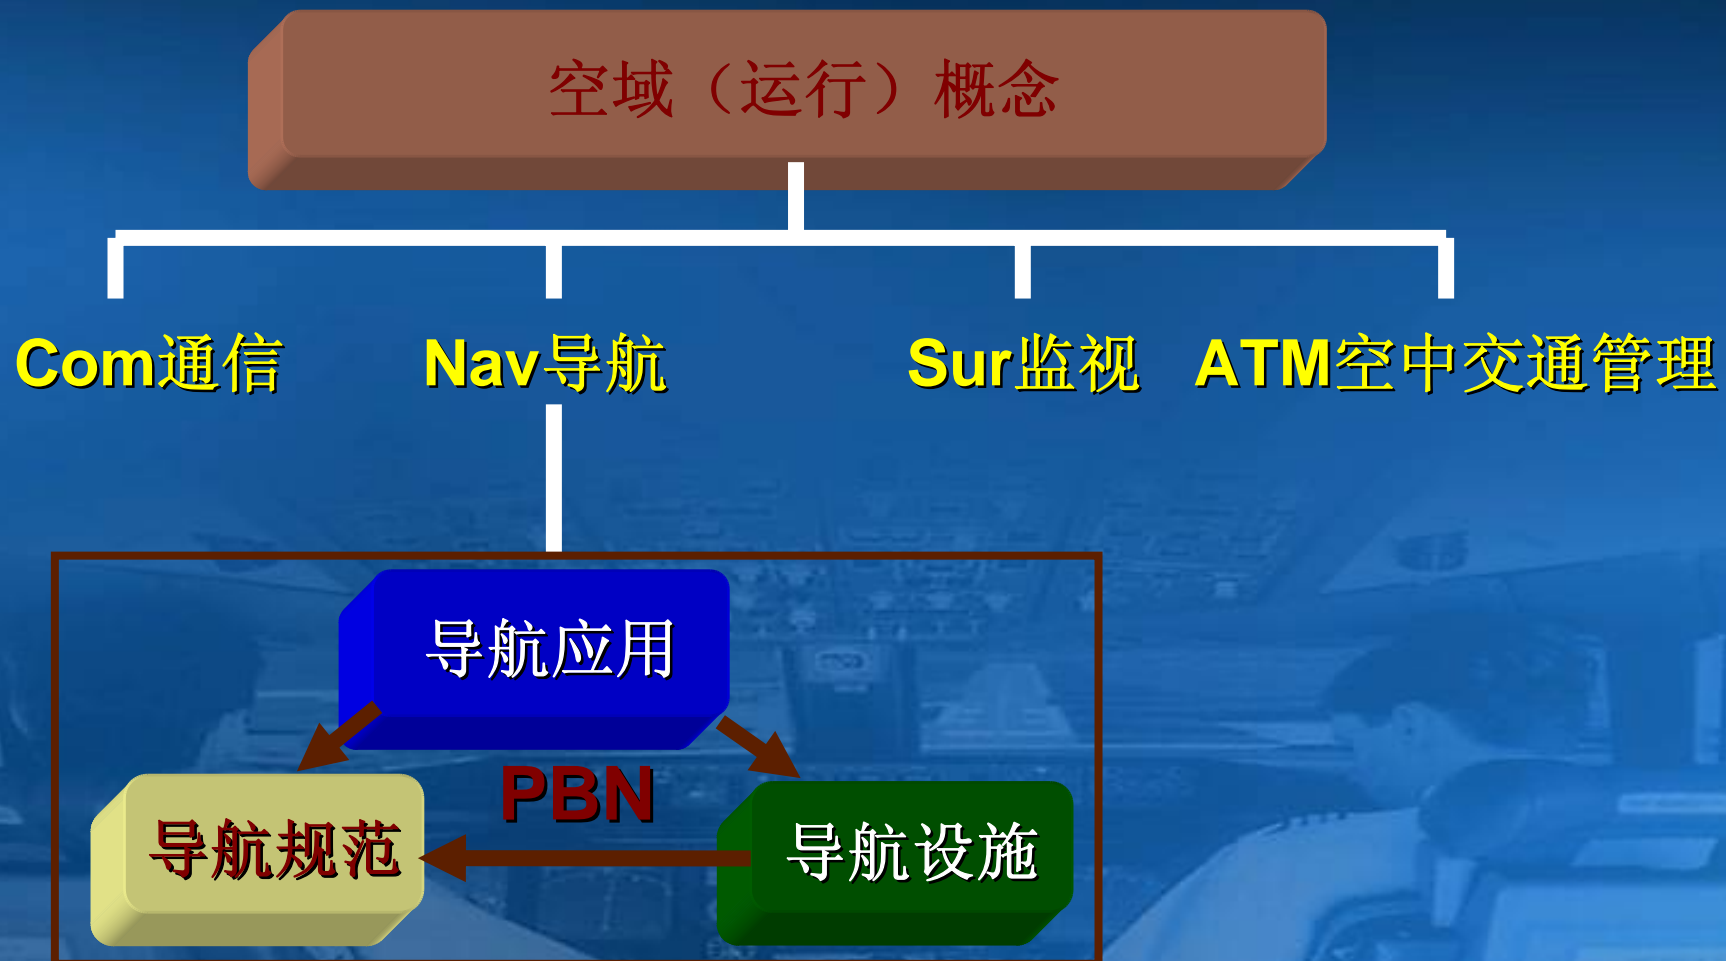 空域（运行）概念
Com通信
Nav导航
Sur监视
ATM空中交通管理
导航应用
PBN
导航规范
导航设施